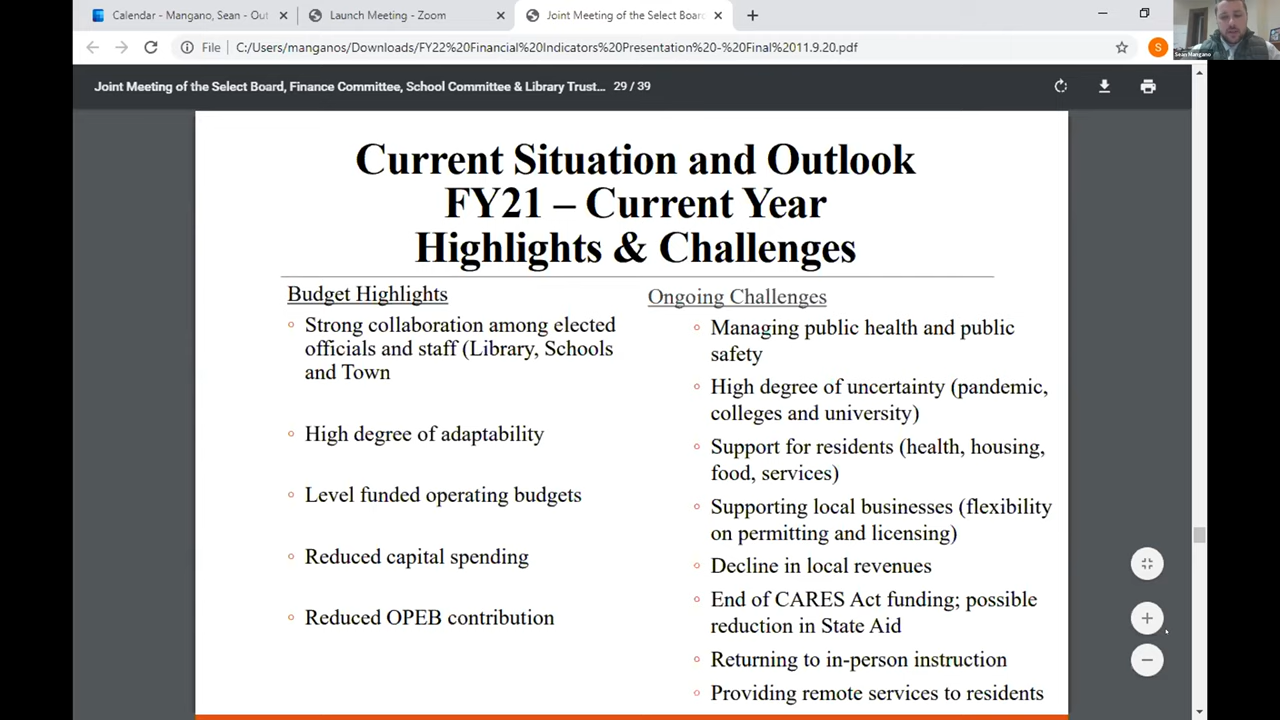 Calendar - Mangano, Sean - Out
Launch Meeting - Zoom
Joint Meeting of the Select Board
File
C:/Users/manganos/Downloads/FY22%20Financial%20Indicators%20Presentation%20-%20Final%2011.9.20.pdf
S
Sean Mangano
Joint Meeting of the Select Board, Finance Committee, School Committee & Library Trust... 29 / 39
Current Situation and Outlook
FY21 – Current Year
Highlights & Challenges
Budget Highlights
Strong collaboration among elected
officials and staff (Library, Schools
and Town
High degree of adaptability
Level funded operating budgets
Reduced capital spending
Reduced OPEB contribution
Ongoing Challenges
Managing public health and public
safety
High degree of uncertainty (pandemic,
colleges and university)
Support for residents (health, housing,
food, services)
Supporting local businesses (flexibility
on permitting and licensing)
Decline in local revenues
End of CARES Act funding; possible
reduction in State Aid
Returning to in-person instruction
Providing remote services to residents